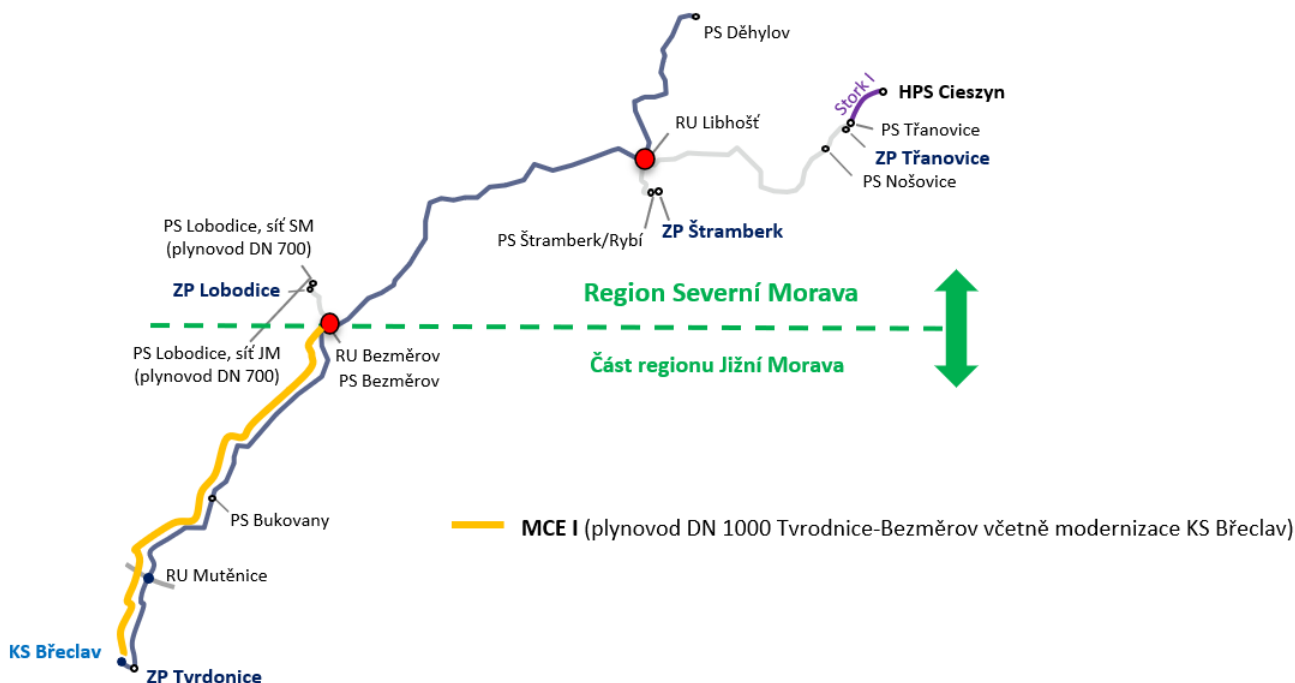 PS Děhylov
Stork I
HPS Cieszyn
RU Libhošť
PS Třanovice
ZP Třanovice
PS Nošovice
PS Lobodice, síť SM
(plynovod DN 700)
PS Štramberk/Rybí
ZP Štramberk
ZP Lobodice
Region Severní Morava
PS Lobodice, síť JM
(plynovod DN 700)
RU Bezměrov
PS Bezměrov
Část regionu Jižní Morava
PS Bukovany
MCE I (plynovod DN 1000 Tvrodnice-Bezměrov včetně modernizace KS Břeclav)
RU Mutěnice
KS Břeclav
ZP Tvrdonice